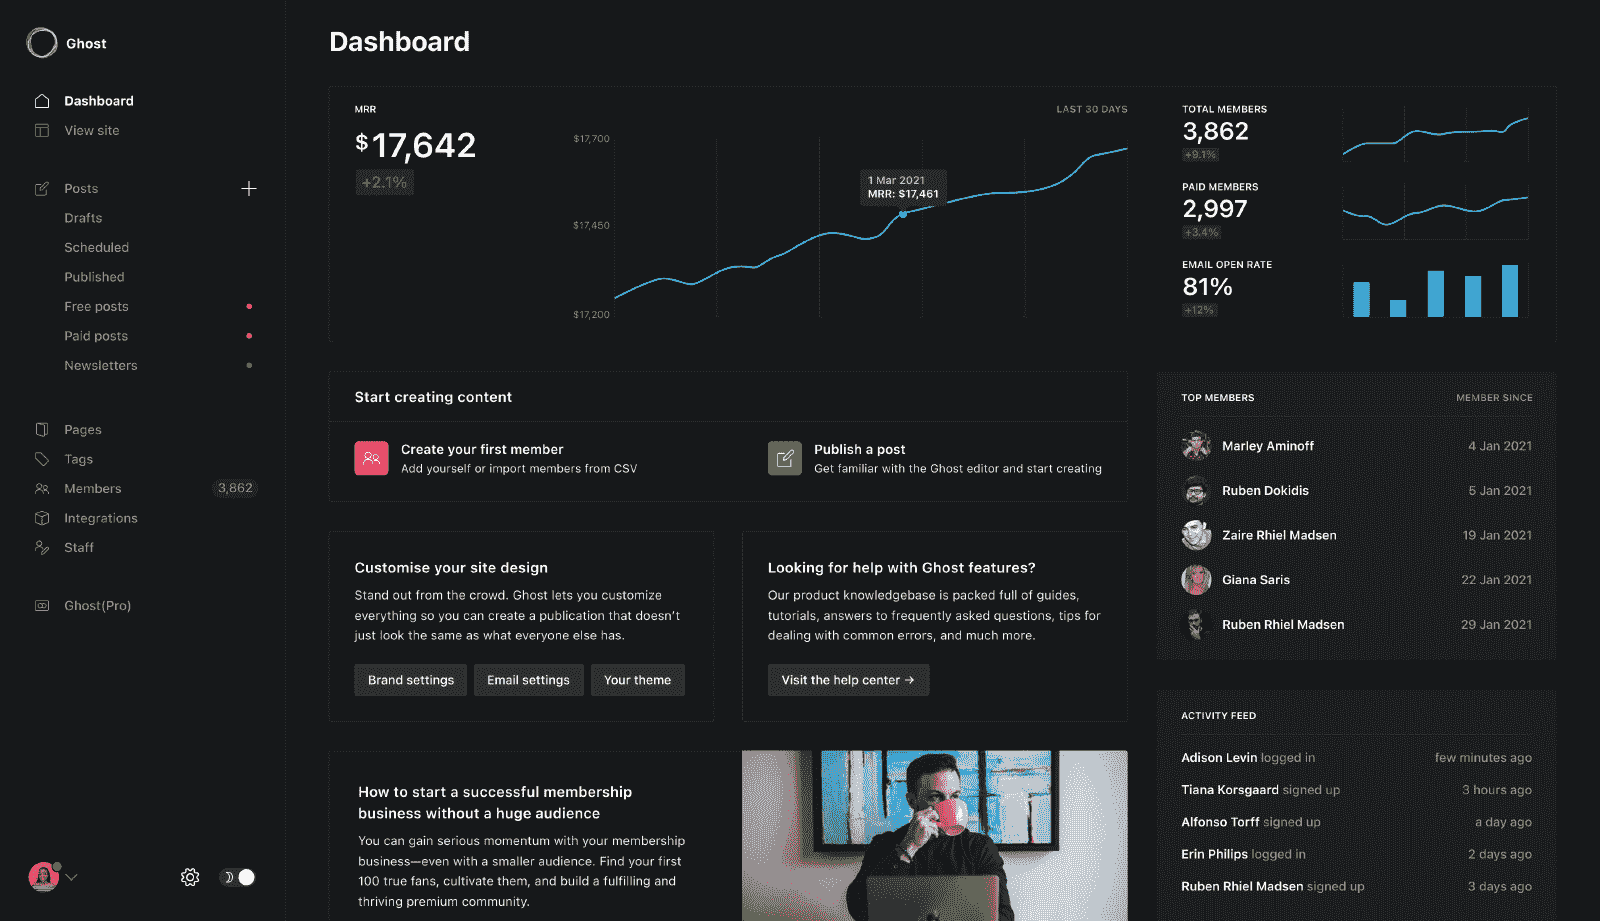 Ghost
Dashboard
View site
Posts
Drafts
Scheduled
Published
Free posts
Paid posts
Newsletters
Pages
Tags
Members 3,862
Integrations
Staff
Ghost(Pro)
Dashboard
MRR
$17,642
+2.1%
LAST 30 DAYS
$17,700
$17,450
$17,200
1 Mar 2021
MRR: $17,461
TOTAL MEMBERS
3,862
+9.1%
PAID MEMBERS
2,997
+3.4%
EMAIL OPEN RATE
81%
+12%
Start creating content
Create your first member
Add yourself or import members from CSV
Publish a post
Get familiar with the Ghost editor and start creating
Customise your site design
Stand out from the crowd. Ghost lets you customize
everything so you can create a publication that doesn't
just look the same as what everyone else has.
Brand settings
Email settings
Your theme
Looking for help with Ghost features?
Our product knowledgebase is packed full of guides,
tutorials, answers to frequently asked questions, tips for
dealing with common errors, and much more.
Visit the help center →
How to start a successful membership
business without a huge audience
You can gain serious momentum with your membership
business—even with a smaller audience. Find your first
100 true fans, cultivate them, and build a fulfilling and
thriving premium community.
TOP MEMBERS MEMBER SINCE
Marley Aminoff 4 Jan 2021
Ruben Dokidis 5 Jan 2021
Zaire Rhiel Madsen 19 Jan 2021
Giana Saris 22 Jan 2021
Ruben Rhiel Madsen 29 Jan 2021
ACTIVITY FEED
Adison Levin logged in few minutes ago
Tiana Korsgaard signed up 3 hours ago
Alfonso Torff signed up a day ago
Erin Philips logged in 2 days ago
Ruben Rhiel Madsen signed up 3 days ago